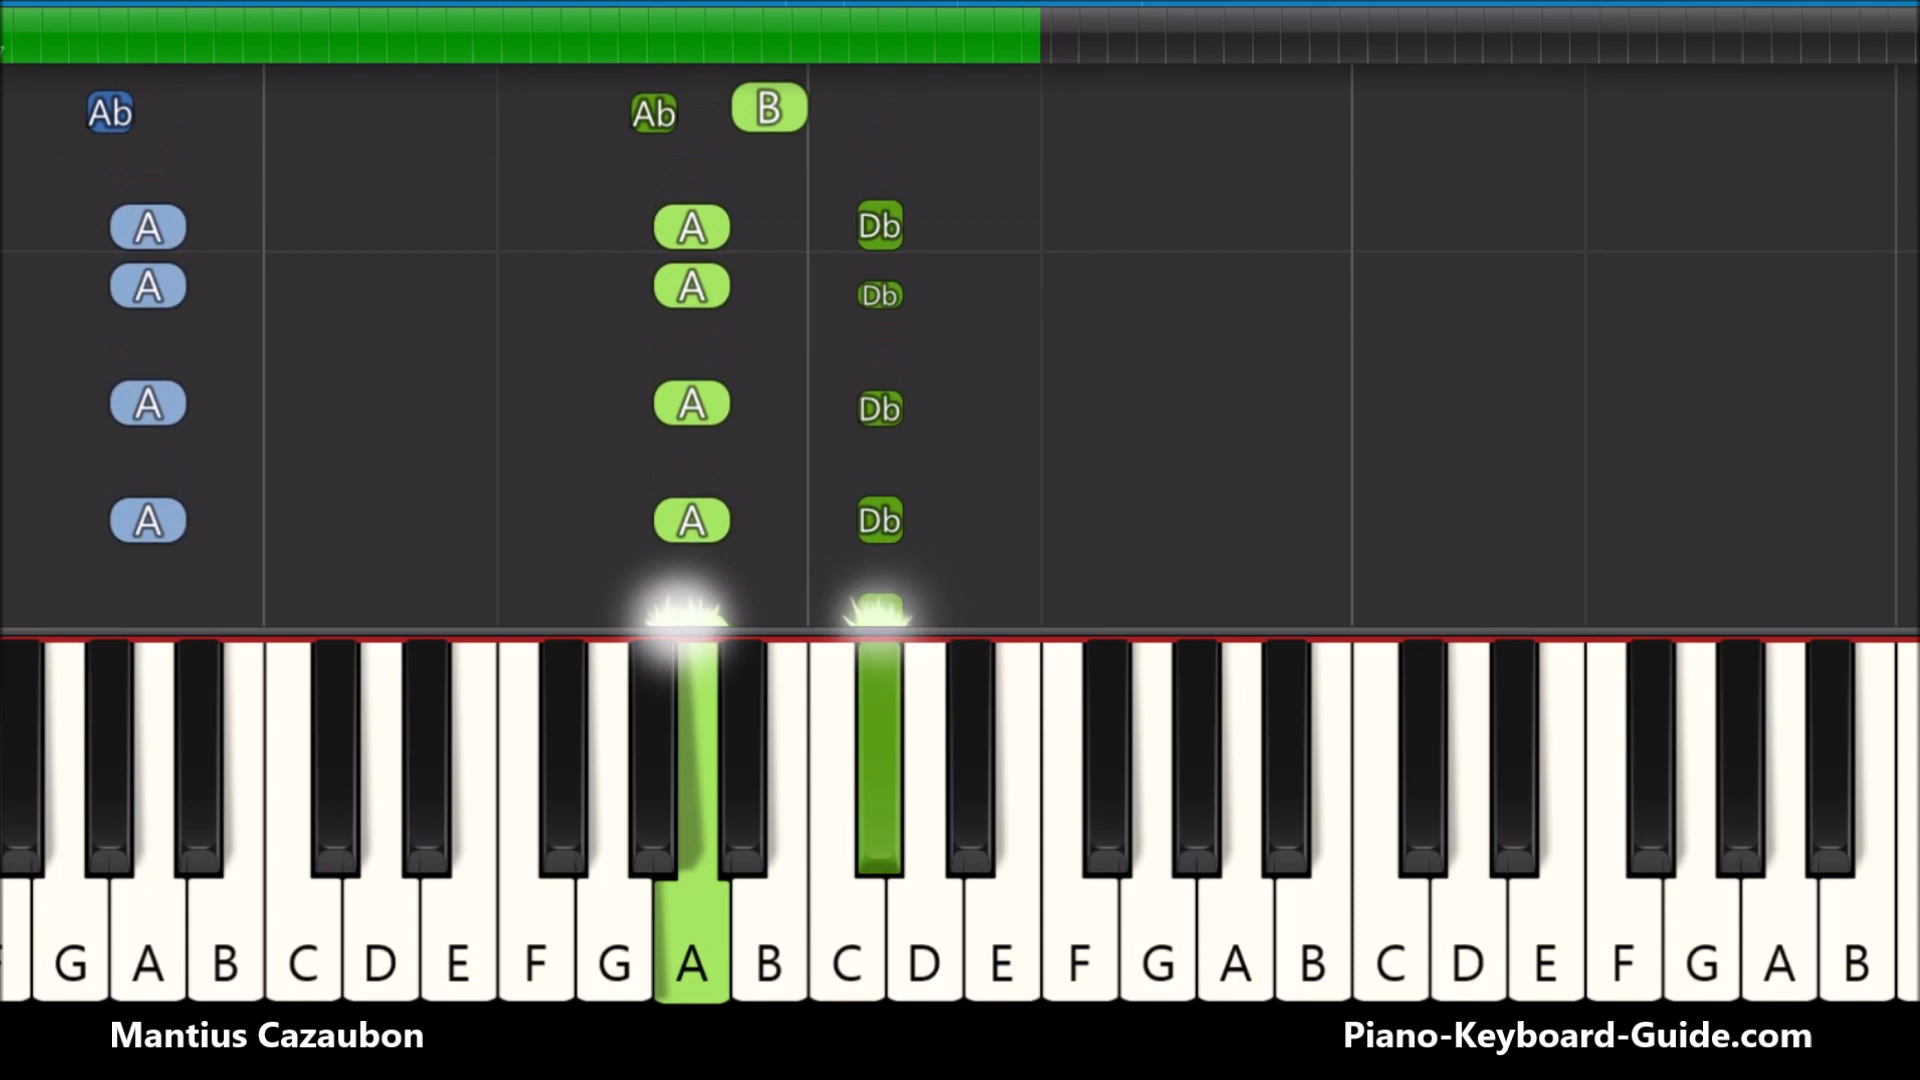 Ab Ab B
A A Db
A A Db
A A Db
A A Db
G A B C D E F G A B C D E F G A B C D E F G A B
Mantius Cazaubon
Piano-Keyboard-Guide.com